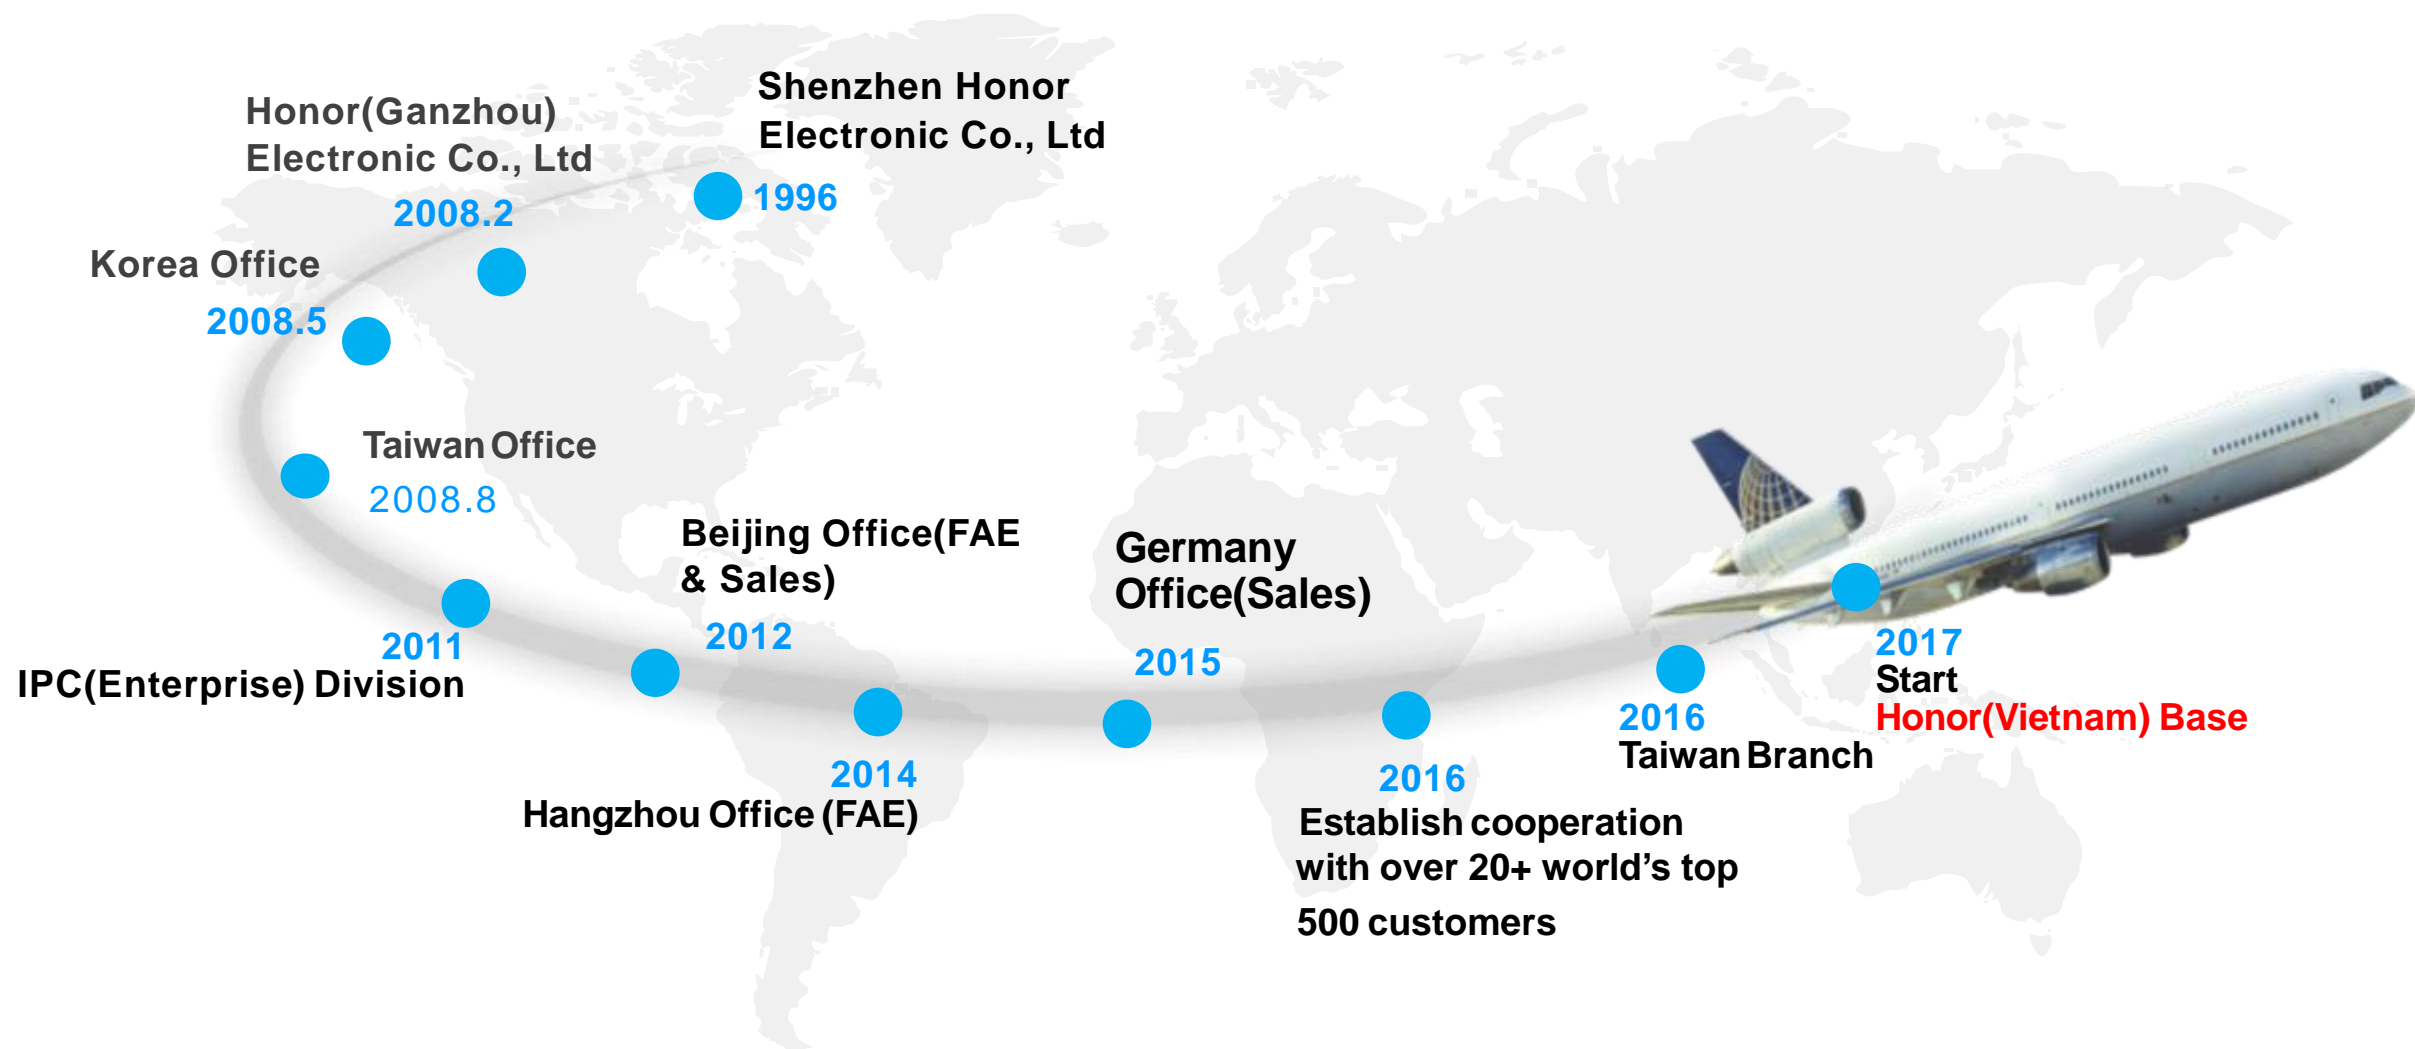 Shenzhen Honor
Electronic Co., Ltd
1996
Honor(Ganzhou)
Electronic Co., Ltd
2008.2
Korea Office
2008.5
Taiwan Office
2008.8
2011
IPC(Enterprise) Division
Beijing Office(FAE
& Sales)
2012
2014
Hangzhou Office (FAE)
Germany
Office(Sales)
2015
2016
Establish cooperation
with over 20+ world’s top
500 customers
2016
Taiwan Branch
2017
Start
Honor(Vietnam) Base